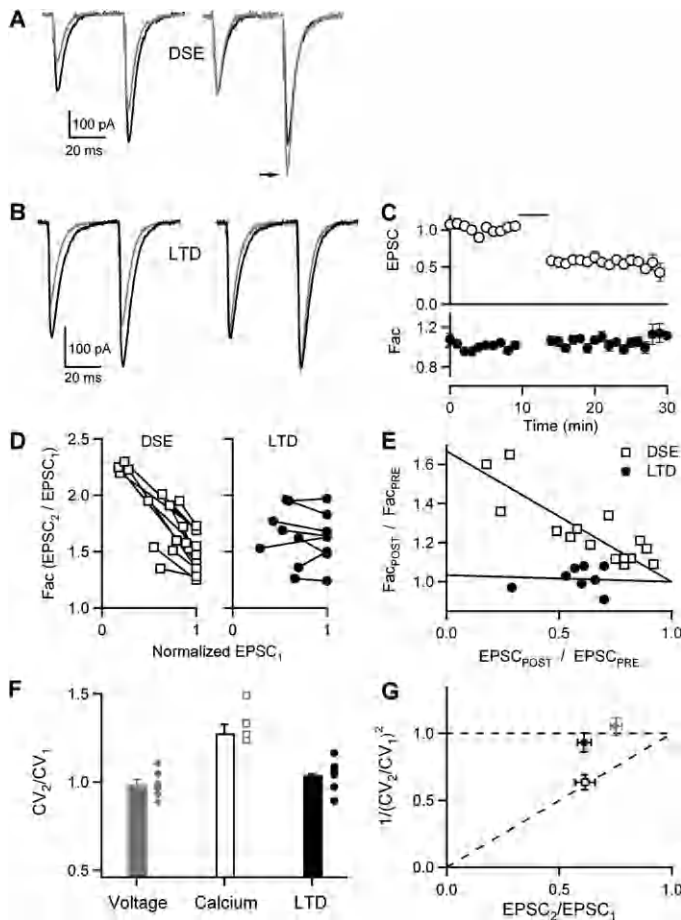 A
DSE
100 pA
20 ms
B
LTD
100 pA
20 ms
C
EPSC
1.0
0.5
0.0
Fac
1.2
0.8
0 10 20 30
Time (min)
D
DSE LTD
Fac (EPSC2 / EPSC1)
2.5
2.0
1.5
1.0
0 1 0 1
Normalized EPSC1
E
DSE
LTD
FacPOST / FacPRE
1.6
1.4
1.2
1.0
0.0 0.5 1.0
EPSCPOST / EPSCPRE
F
CV2/CV1
1.5
1.0
0.5
Voltage Calcium LTD
G
1/(CV2/CV1)2
1.0
0.5
0.0
0.0 0.5 1.0
EPSC2/EPSC1